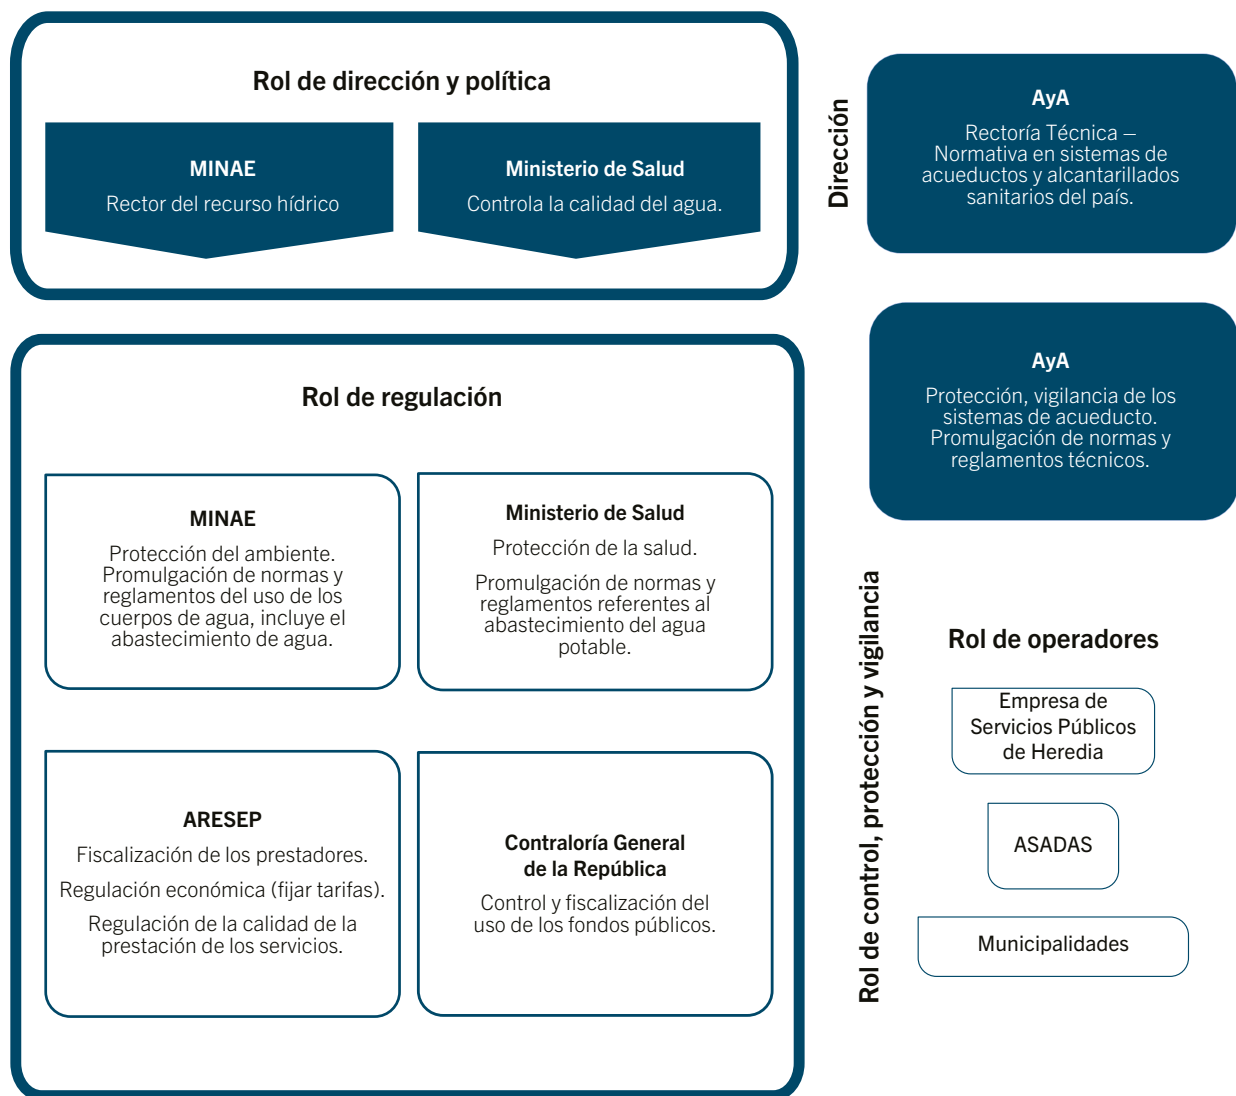 Rol de dirección y política
MINAE
Rector del recurso hídrico
Ministerio de Salud
Controla la calidad del agua.
Dirección
AyA
Rectoría Técnica –
Normativa en sistemas de
acueductos y alcantarillados
sanitarios del país.
Rol de regulación
MINAE
Protección del ambiente.
Promulgación de normas y
reglamentos del uso de los
cuerpos de agua, incluye el
abastecimiento de agua.
Ministerio de Salud
Protección de la salud.
Promulgación de normas y
reglamentos referentes al
abastecimiento del agua
potable.
ARESEP
Fiscalización de los prestadores.
Regulación económica (fijar tarifas).
Regulación de la calidad de la
prestación de los servicios.
Contraloría General
de la República
Control y fiscalización del
uso de los fondos públicos.
Rol de control, protección y vigilancia
AyA
Protección, vigilancia de los
sistemas de acueducto.
Promulgación de normas y
reglamentos técnicos.
Rol de operadores
Empresa de
Servicios Públicos
de Heredia
ASADAS
Municipalidades